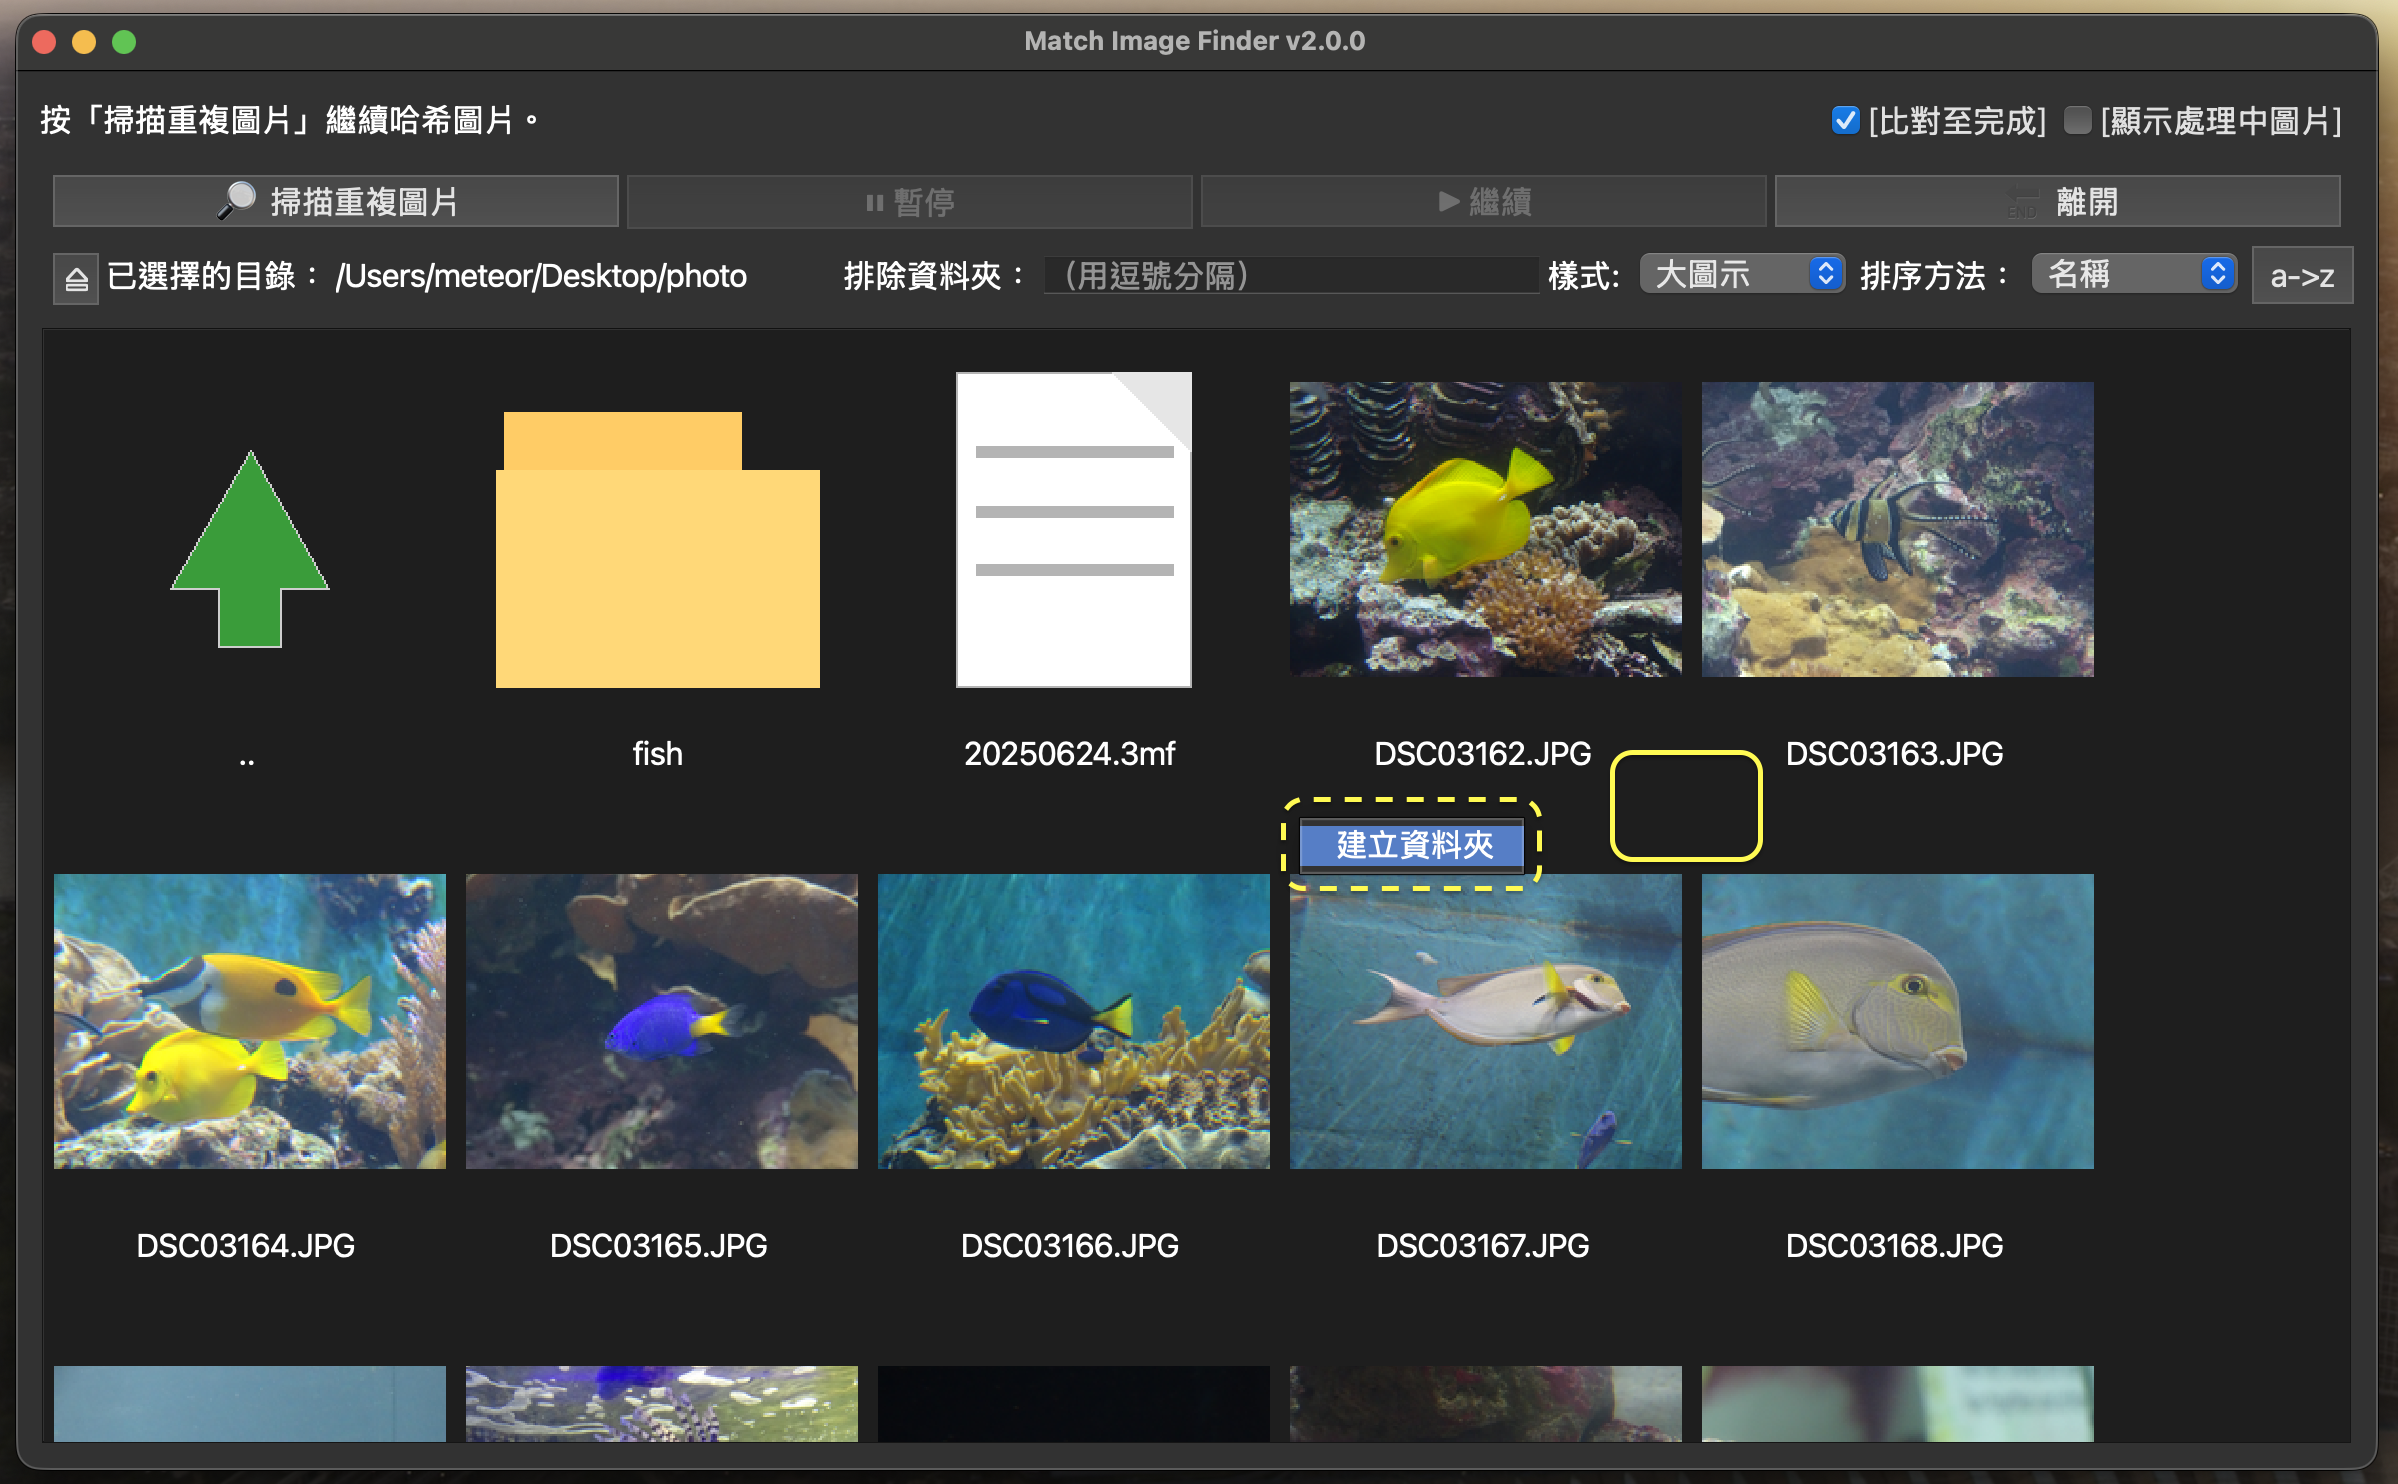 Match Image Finder v2.0.0
按「掃描重複圖片」繼續哈希圖片。
[比對至完成] [顯示處理中圖片]
掃描重複圖片 暫停 繼續 END 離開
已選擇的目錄： /Users/meteor/Desktop/photo 排除資料夾： （用逗號分隔） 樣式: 大圖示 排序方法： 名稱 a->z
.. fish 20250624.3mf DSC03162.JPG DSC03163.JPG
建立資料夾
DSC03164.JPG DSC03165.JPG DSC03166.JPG DSC03167.JPG DSC03168.JPG